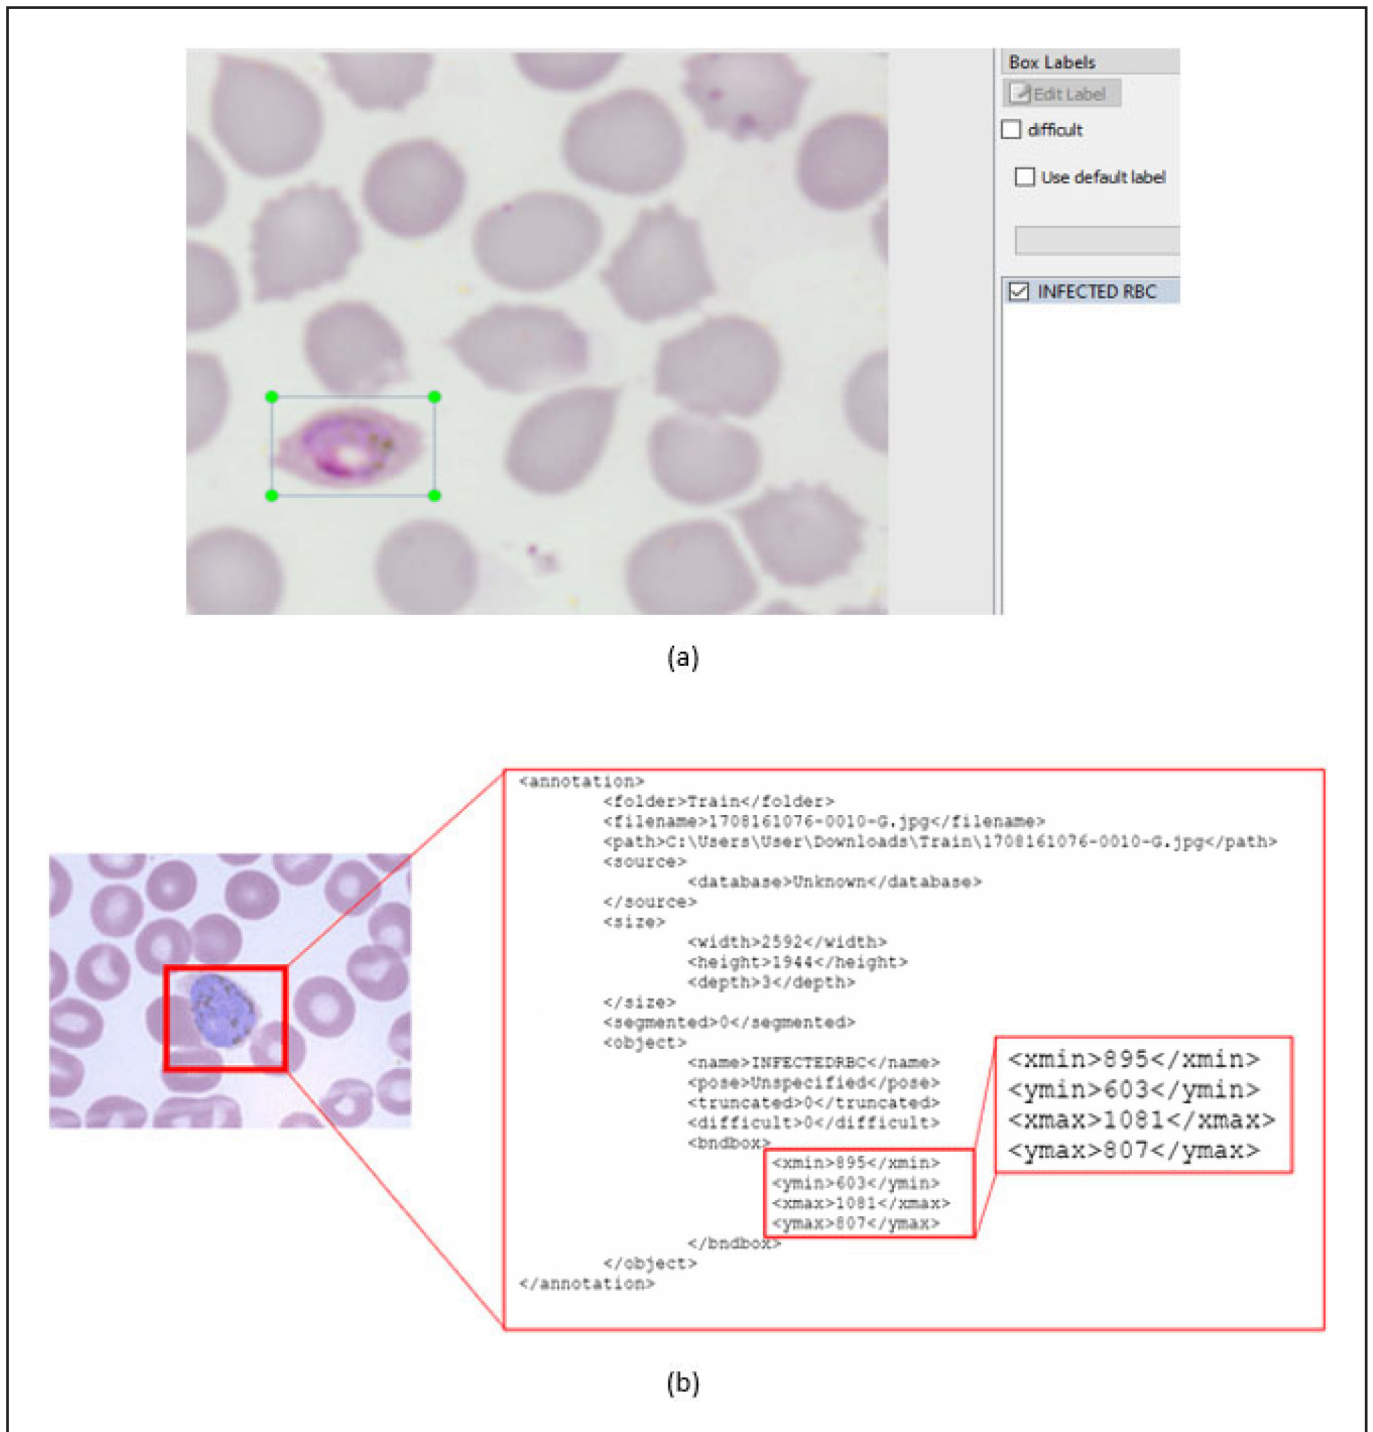 Box Labels
Edit Label
difficult
Use default label
INFECTED RBC
(a)
<annotation>
<folder>Train</folder>
<filename>1708161076-0010-G.jpg</filename>
<path>C:\Users\User\Downloads\Train\1708161076-0010-G.jpg</path>
<source>
<database>Unknown</database>
</source>
<size>
<width>2592</width>
<height>1944</height>
<depth>3</depth>
</size>
<segmented>0</segmented>
<object>
<name>INFECTEDRBC</name>
<pose>Unspecified</pose>
<truncated>0</truncated>
<difficult>0</difficult>
<bndbox>
<xmin>895</xmin>
<ymin>603</ymin>
<xmax>1081</xmax>
<ymax>807</ymax>
</bndbox>
</object>
</annotation>
<xmin>895</xmin>
<ymin>603</ymin>
<xmax>1081</xmax>
<ymax>807</ymax>
(b)